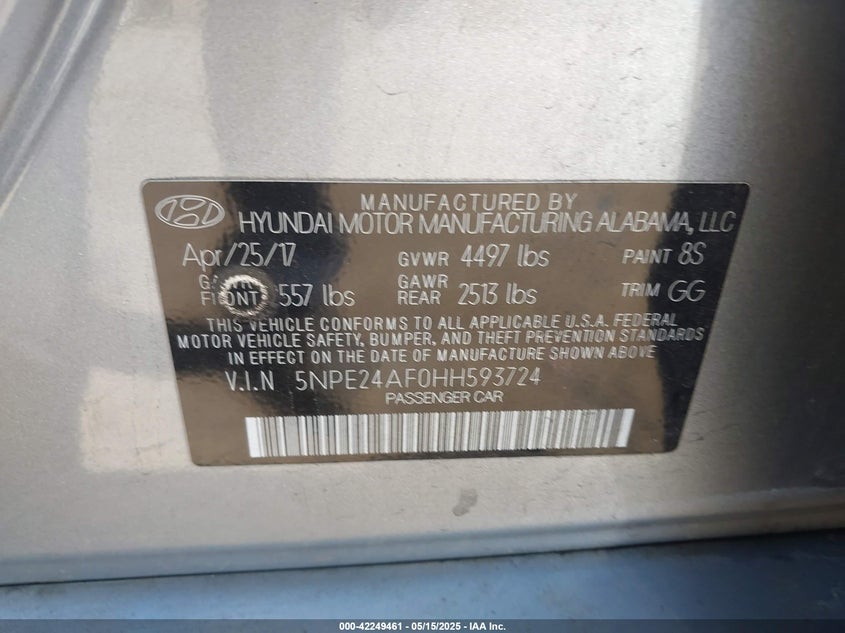 MANUFACTURED BY
HYUNDAI MOTOR MANUFACTURING ALABAMA, LLC
Apr/25/17 GVWR 4497 lbs PAINT 8S
FRONT 557 lbs GAWR REAR 2513 lbs TRIM GG
THIS VEHICLE CONFORMS TO ALL APPLICABLE U.S.A. FEDERAL
MOTOR VEHICLE SAFETY, BUMPER, AND THEFT PREVENTION STANDARDS
IN EFFECT ON THE DATE OF MANUFACTURE SHOWN ABOVE
V.I.N 5NPE24AF0HH593724
PASSENGER CAR
000-42249461 - 05/15/2025 - IAA Inc.